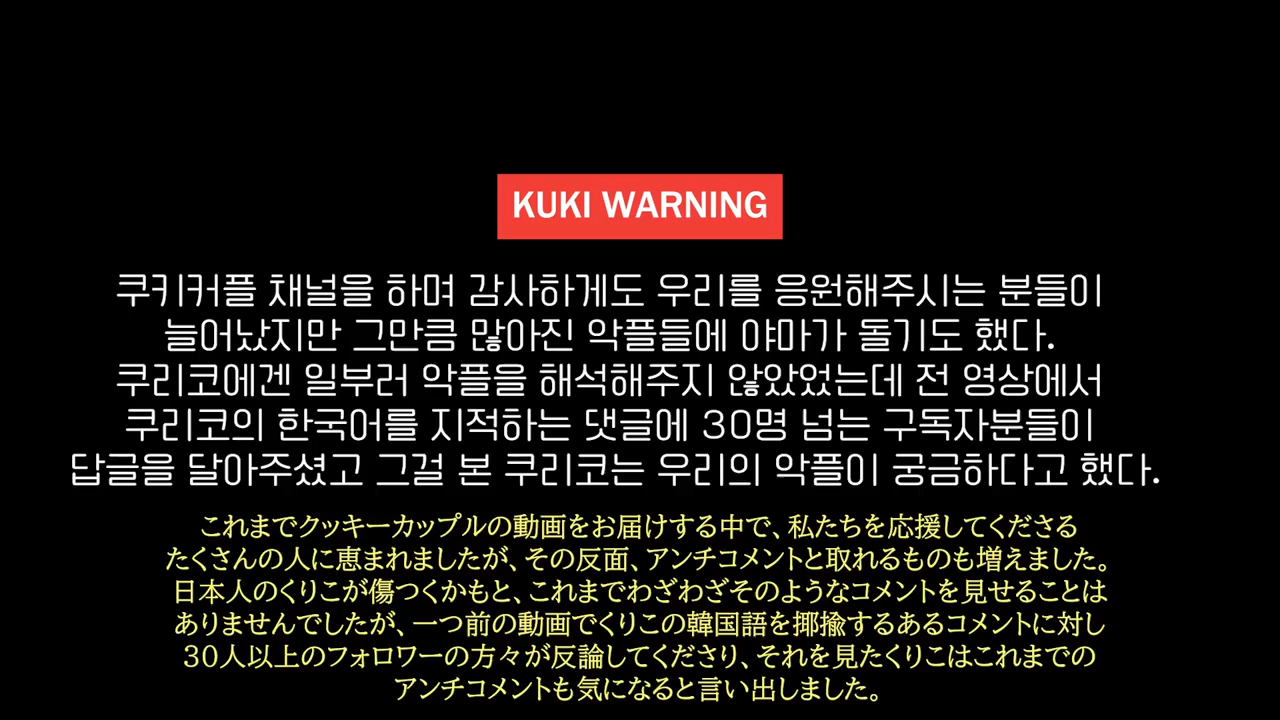 KUKI WARNING
쿠키커플 채널을 하며 감사하게도 우리를 응원해주시는 분들이
늘어났지만 그만큼 많아진 악플들에 야마가 돌기도 했다.
쿠리코에겐 일부러 악플을 해석해주지 않았었는데 전 영상에서
쿠리코의 한국어를 지적하는 댓글에 30명 넘는 구독자분들이
답글을 달아주셨고 그걸 본 쿠리코는 우리의 악플이 궁금하다고 했다.
これまでクッキーカップルの動画をお届けする中で、私たちを応援してくださる
たくさんの人に恵まれましたが、その反面、アンチコメントと取れるものも増えました。
日本人のくりこが傷つくかもと、これまでわざわざそのようなコメントを見せることは
ありませんでしたが、一つ前の動画でくりこの韓国語を揶揄するあるコメントに対し
30人以上のフォロワーの方々が反論してくださり、それを見たくりこはこれまでの
アンチコメントも気になると言い出しました。